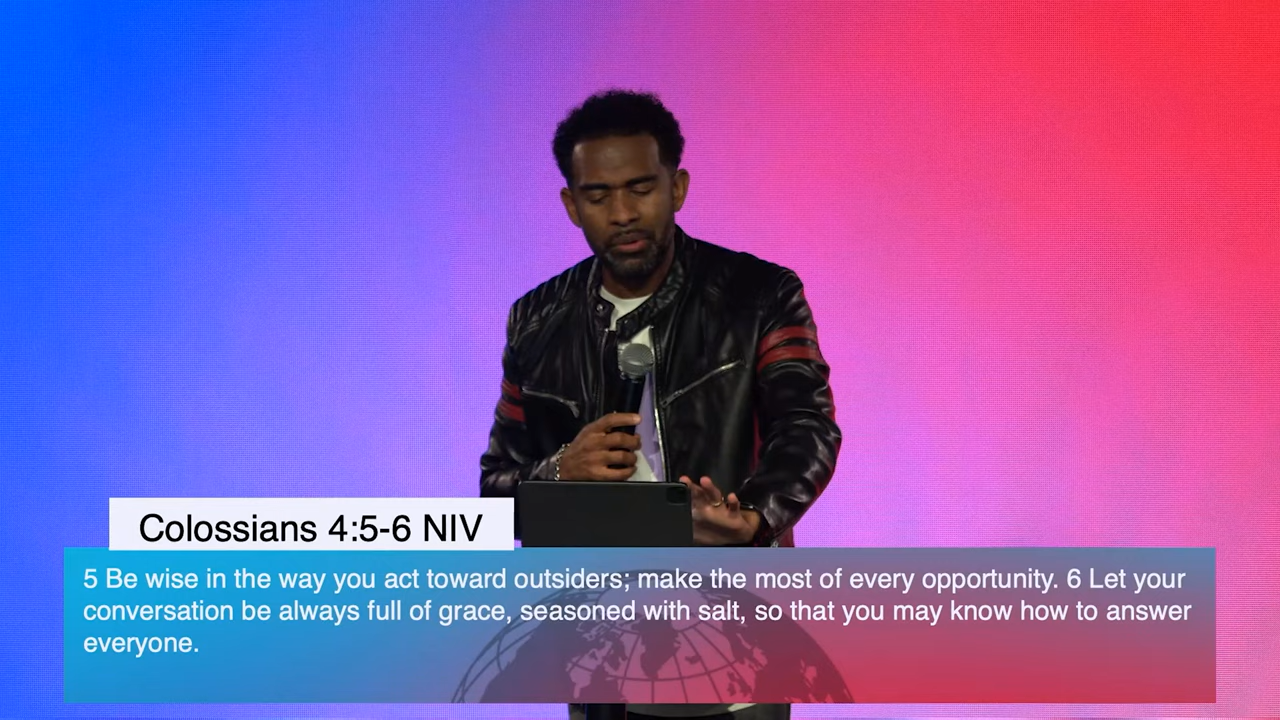 Colossians 4:5-6 NIV
5 Be wise in the way you act toward outsiders; make the most of every opportunity. 6 Let your
conversation be always full of grace, seasoned with salt, so that you may know how to answer
everyone.